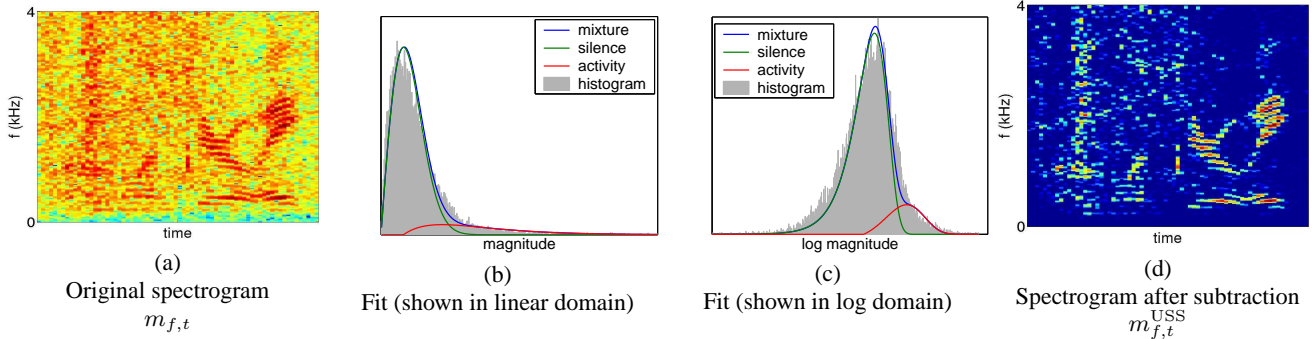 4
f (kHz)
0
time
(a)
Original spectrogram
m_{f,t}
mixture
silence
activity
histogram
magnitude
(b)
Fit (shown in linear domain)
mixture
silence
activity
histogram
log magnitude
(c)
Fit (shown in log domain)
4
f (kHz)
0
time
(d)
Spectrogram after subtraction
m_{f,t}^{USS}